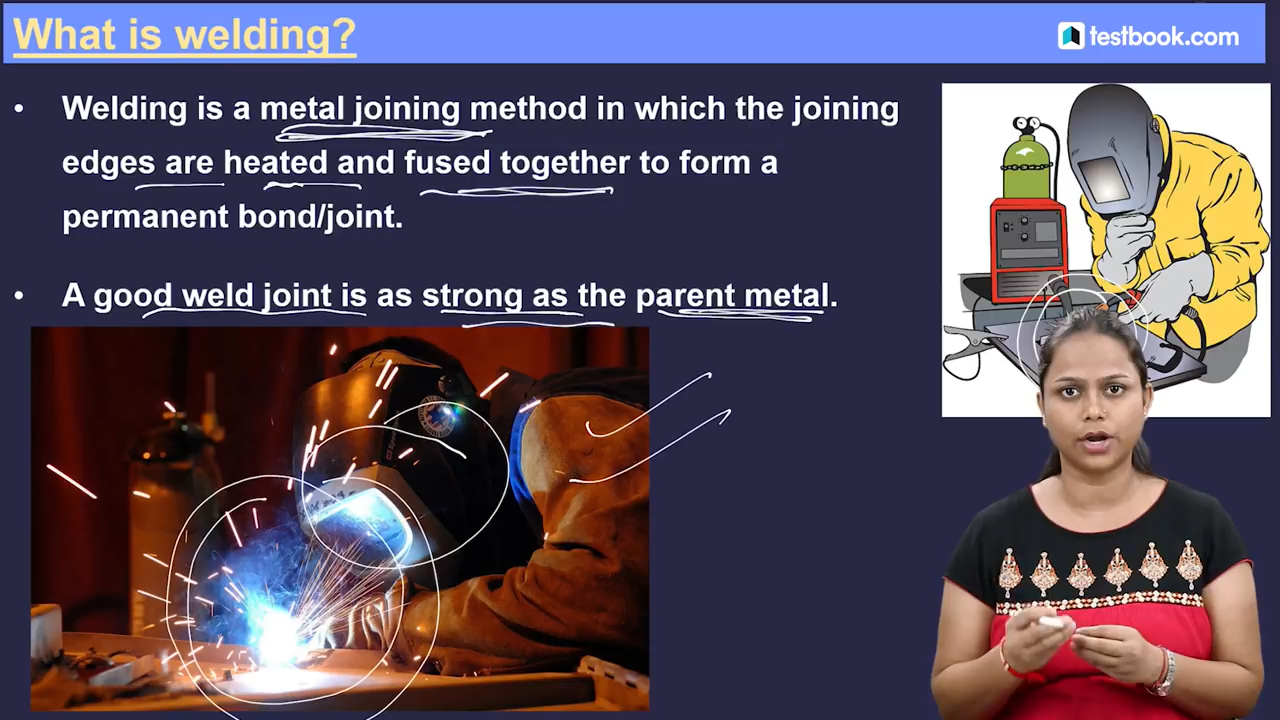 What is welding?
testbook.com
• Welding is a metal joining method in which the joining
edges are heated and fused together to form a
permanent bond/joint.
• A good weld joint is as strong as the parent metal.